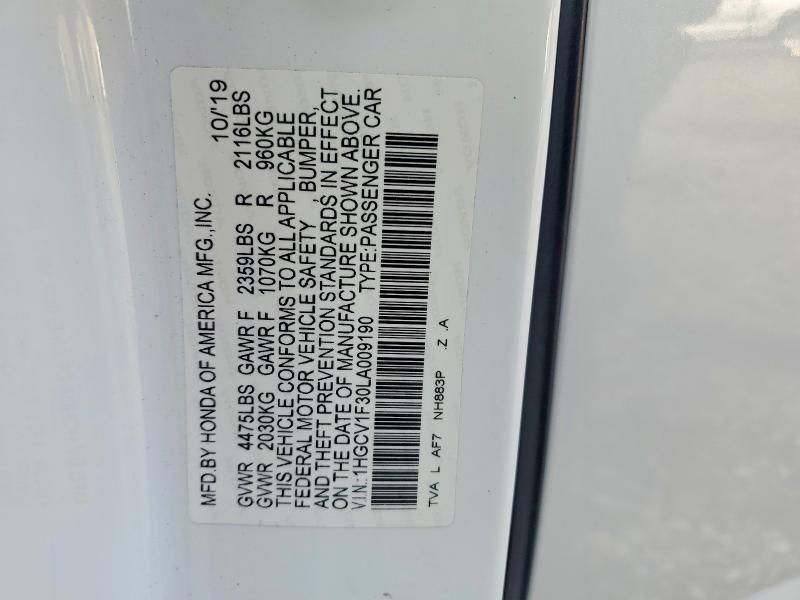 MFD.BY HONDA OF AMERICA MFG.,INC. 10/'19
GVWR 4475LBS GAWR F 2359LBS R 2116LBS
GVWR 2030KG GAWR F 1070KG R 960KG
THIS VEHICLE CONFORMS TO ALL APPLICABLE
FEDERAL MOTOR VEHICLE SAFETY , BUMPER,
AND THEFT PREVENTION STANDARDS IN EFFECT
ON THE DATE OF MANUFACTURE SHOWN ABOVE.
V.I.N.:1HGCV1F30LA009190 TYPE:PASSENGER CAR
TVA L AF7 NH883P .Z .A